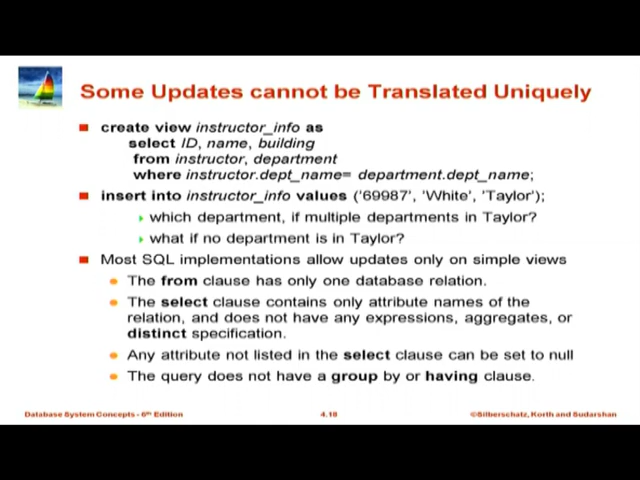 Some Updates cannot be Translated Uniquely
create view instructor_info as
select ID, name, building
from instructor, department
where instructor.dept_name= department.dept_name;
insert into instructor_info values ('69987', 'White', 'Taylor');
which department, if multiple departments in Taylor?
what if no department is in Taylor?
Most SQL implementations allow updates only on simple views
The from clause has only one database relation.
The select clause contains only attribute names of the
relation, and does not have any expressions, aggregates, or
distinct specification.
Any attribute not listed in the select clause can be set to null
The query does not have a group by or having clause.
Database System Concepts - 6th Edition
4.18
©Silberschatz, Korth and Sudarshan